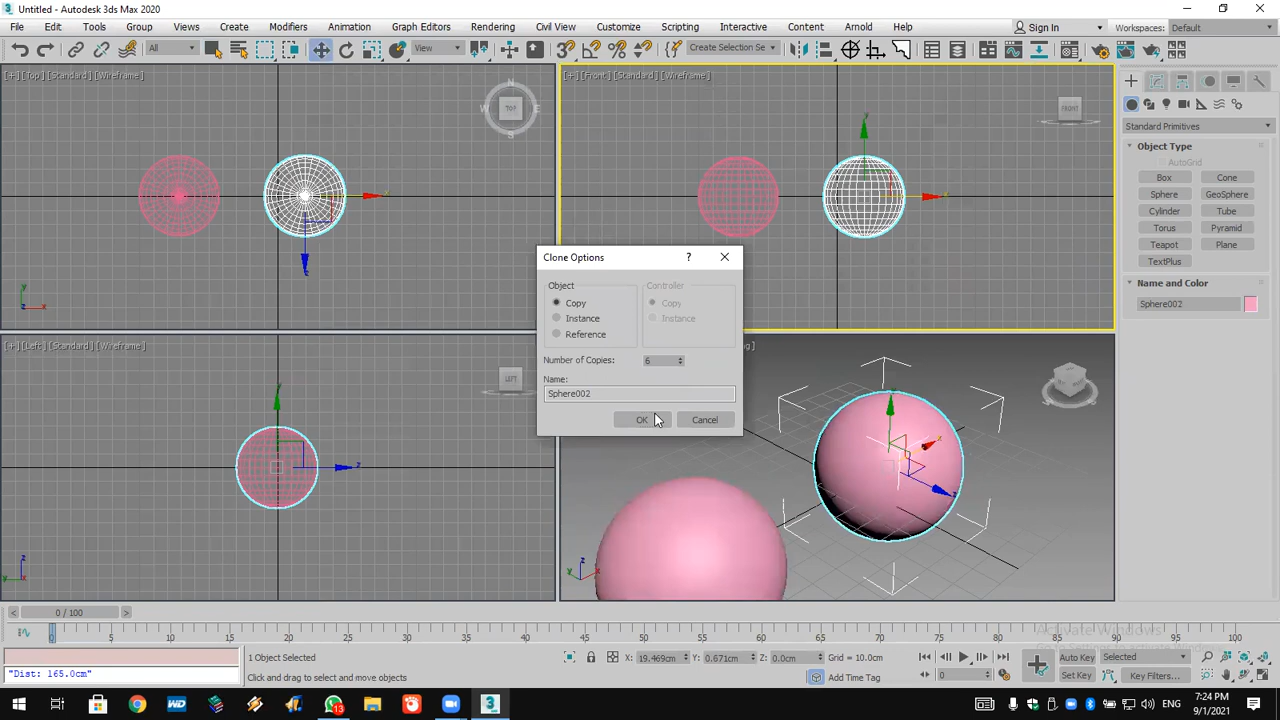 Untitled - Autodesk 3ds Max 2020
File Edit Tools Group Views Create Modifiers Animation Graph Editors Rendering Civil View Customize Scripting Interactive Content Arnold Help Sign In Workspaces: Default
All View Create Selection Se
[+] [Top] [Standard] [Wireframe]
[+] [Front] [Standard] [Wireframe]
N
W TOP E
S
FRONT
x
y
z
x
y
z x
Standard Primitives
Object Type
AutoGrid
Box Cone
Sphere GeoSphere
Cylinder Tube
Torus Pyramid
Teapot Plane
TextPlus
Name and Color
Sphere002
Clone Options ?
Object Controller
Copy Copy
Instance Instance
Reference
Number of Copies: 6
Name:
Sphere002
OK Cancel
[+] [Left] [Standard] [Wireframe]
LEFT
y
z
z
y x
z
y x
0 / 100
0 5 10 15 20 25 30 35 40 45 50 55 60 65 70 75 80 85 90 95 100
Activate Windows
1 Object Selected X: 19.469cm Y: 0.671cm Z: 0.0cm Grid = 10.0cm Auto Key Selected
"Dist: 165.0cm" Click and drag to select and move objects Add Time Tag 0 Set Key Key Filters...
13 WD 3 ENG 7:24 PM
9/1/2021